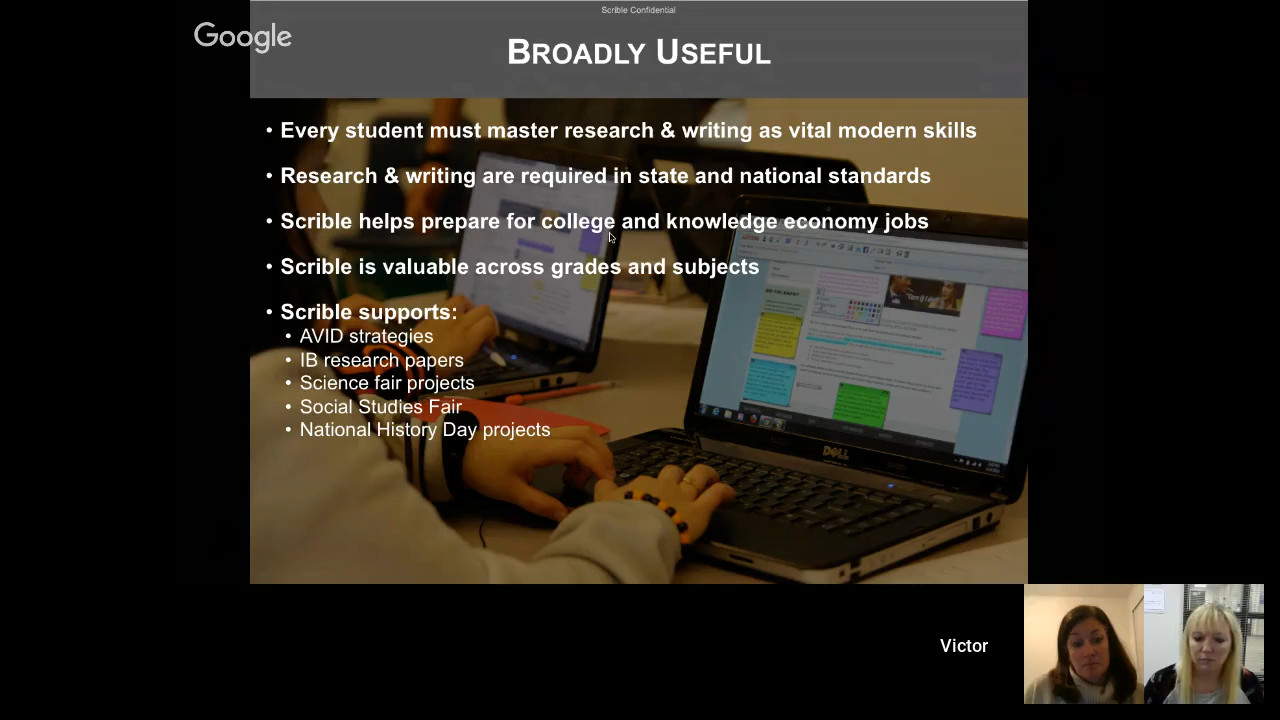 Scrible Confidential
Google
BROADLY USEFUL
• Every student must master research & writing as vital modern skills
• Research & writing are required in state and national standards
• Scrible helps prepare for college and knowledge economy jobs
• Scrible is valuable across grades and subjects
• Scrible supports:
• AVID strategies
• IB research papers
• Science fair projects
• Social Studies Fair
• National History Day projects
DELL
Victor